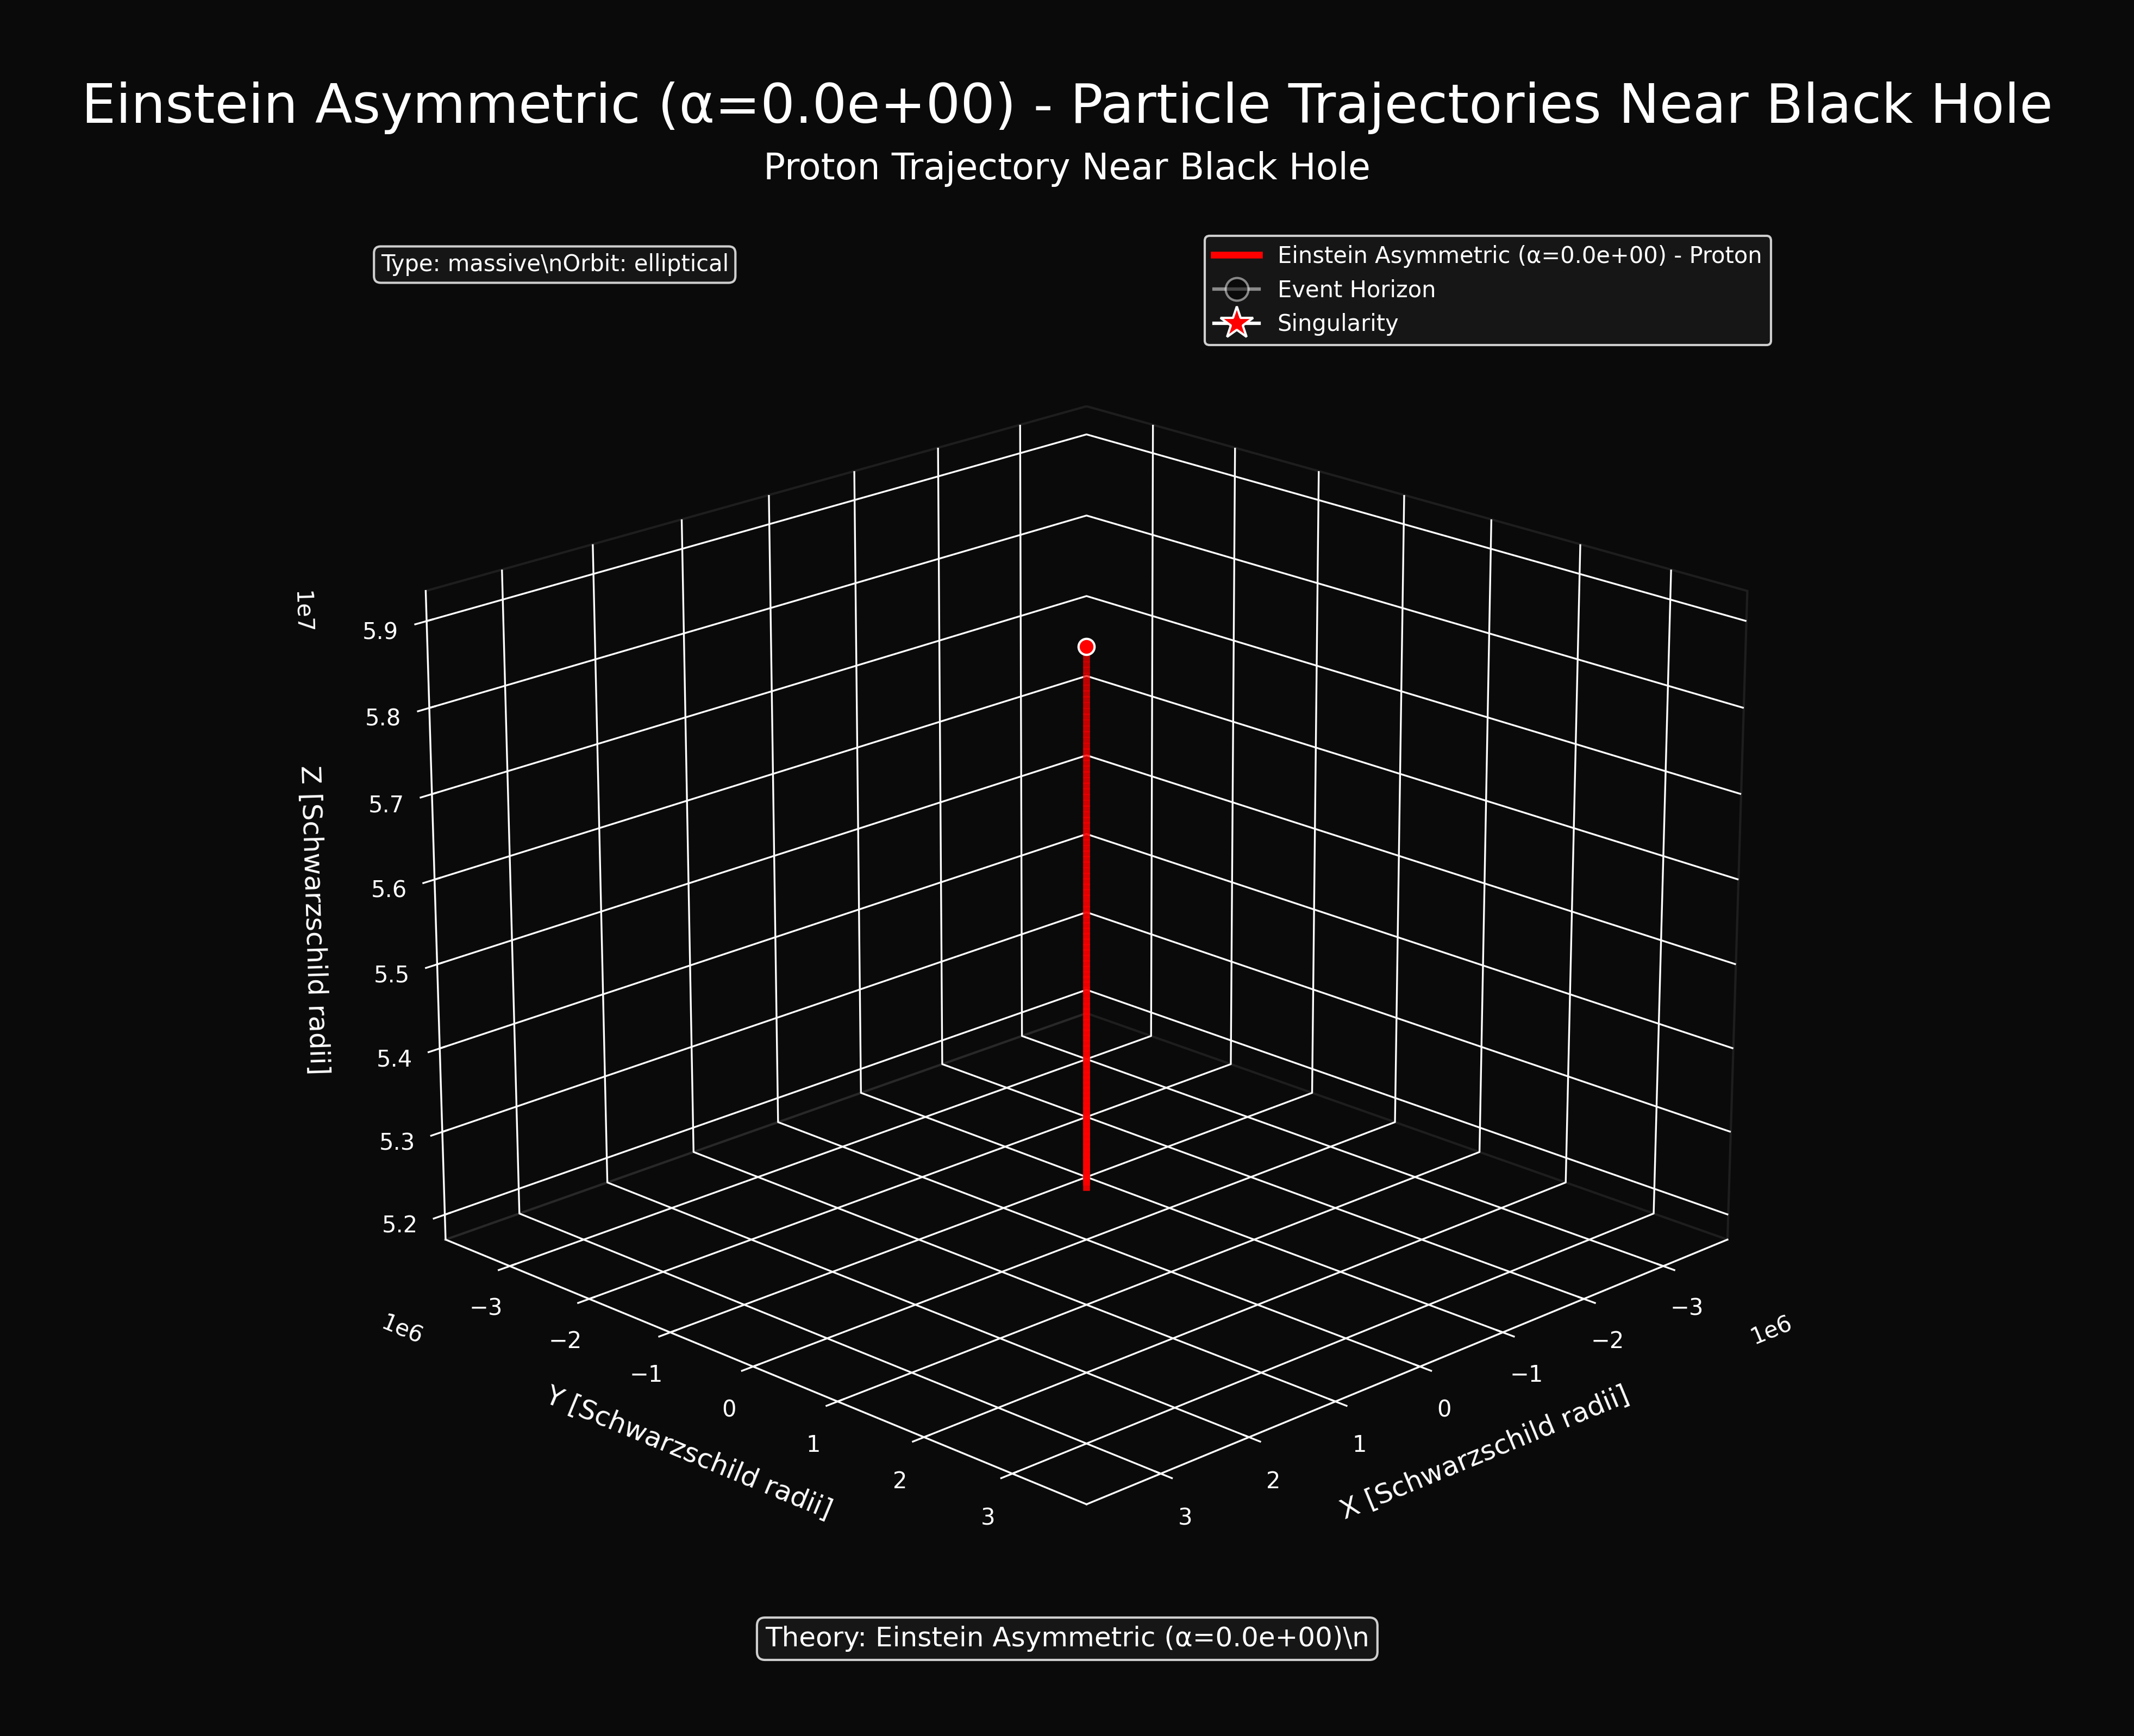 Einstein Asymmetric (α=0.0e+00) - Particle Trajectories Near Black Hole
Proton Trajectory Near Black Hole
Type: massive\nOrbit: elliptical
Einstein Asymmetric (α=0.0e+00) - Proton
Event Horizon
Singularity
1e7
5.9
5.8
5.7
5.6
5.5
5.4
5.3
5.2
Z [Schwarzschild radii]
1e6
−3
−2
−1
0
1
2
3
Y [Schwarzschild radii]
3
2
1
0
−1
−2
−3
1e6
X [Schwarzschild radii]
Theory: Einstein Asymmetric (α=0.0e+00)\n